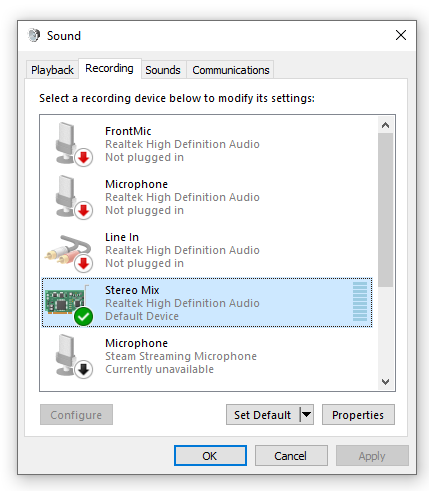 Sound
Playback Recording Sounds Communications
Select a recording device below to modify its settings:
FrontMic
Realtek High Definition Audio
Not plugged in
Microphone
Realtek High Definition Audio
Not plugged in
Line In
Realtek High Definition Audio
Not plugged in
Stereo Mix
Realtek High Definition Audio
Default Device
Microphone
Steam Streaming Microphone
Currently unavailable
Configure Set Default Properties
OK Cancel Apply